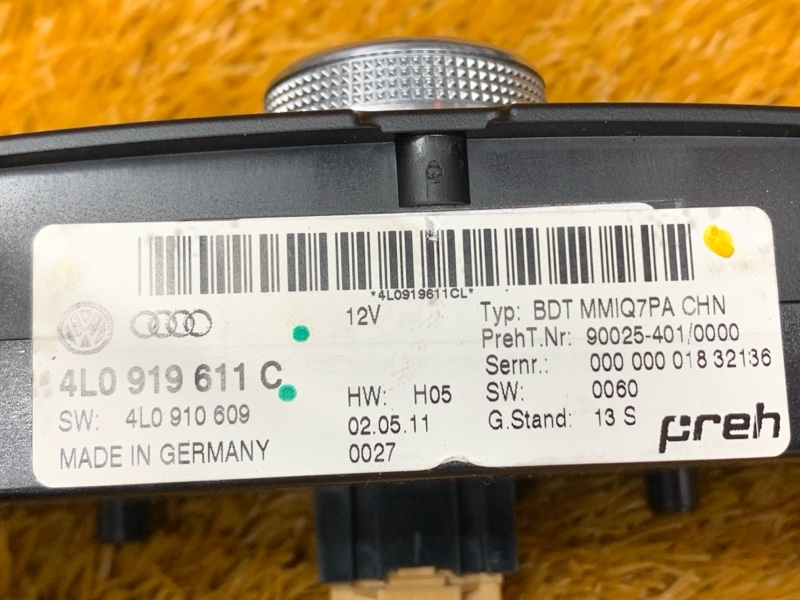 *4L0919611CL*
12V
Typ: BDT MMIQ7PA CHN
PrehT.Nr: 90025-401/0000
Sernr.: 000 000 018 32136
4L0 919 611 C
HW: H05
SW: 0060
SW: 4L0 910 609
02.05.11
G.Stand: 13 S
MADE IN GERMANY
0027
preh